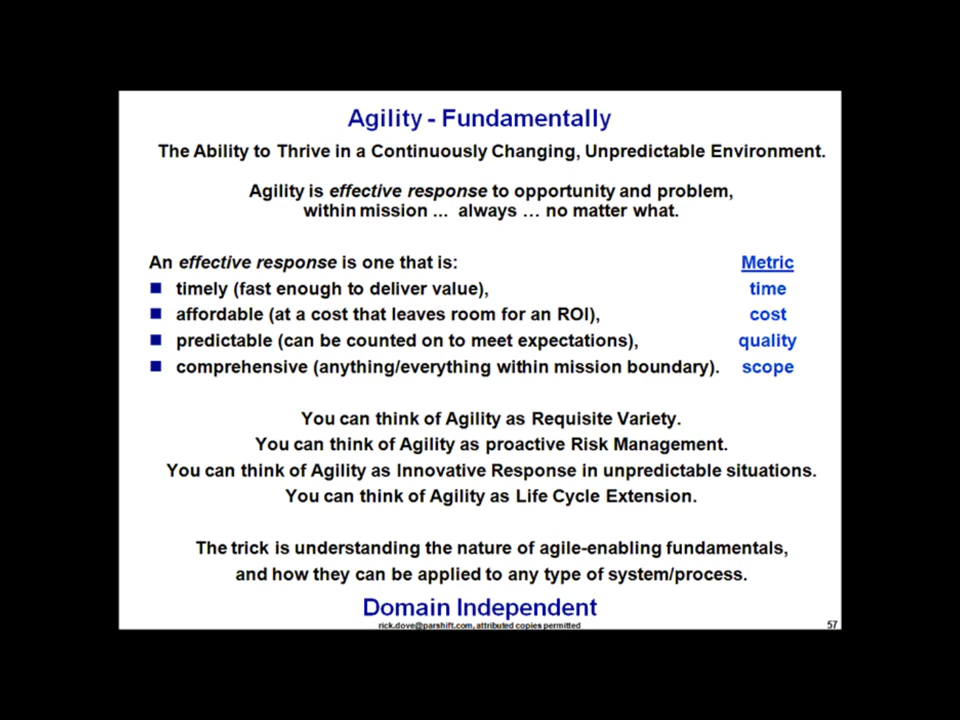 Agility - Fundamentally
The Ability to Thrive in a Continuously Changing, Unpredictable Environment.
Agility is effective response to opportunity and problem,
within mission ... always … no matter what.
An effective response is one that is: Metric
timely (fast enough to deliver value), time
affordable (at a cost that leaves room for an ROI), cost
predictable (can be counted on to meet expectations), quality
comprehensive (anything/everything within mission boundary). scope
You can think of Agility as Requisite Variety.
You can think of Agility as proactive Risk Management.
You can think of Agility as Innovative Response in unpredictable situations.
You can think of Agility as Life Cycle Extension.
The trick is understanding the nature of agile-enabling fundamentals,
and how they can be applied to any type of system/process.
Domain Independent
rick.dove@parshift.com, attributed copies permitted 57